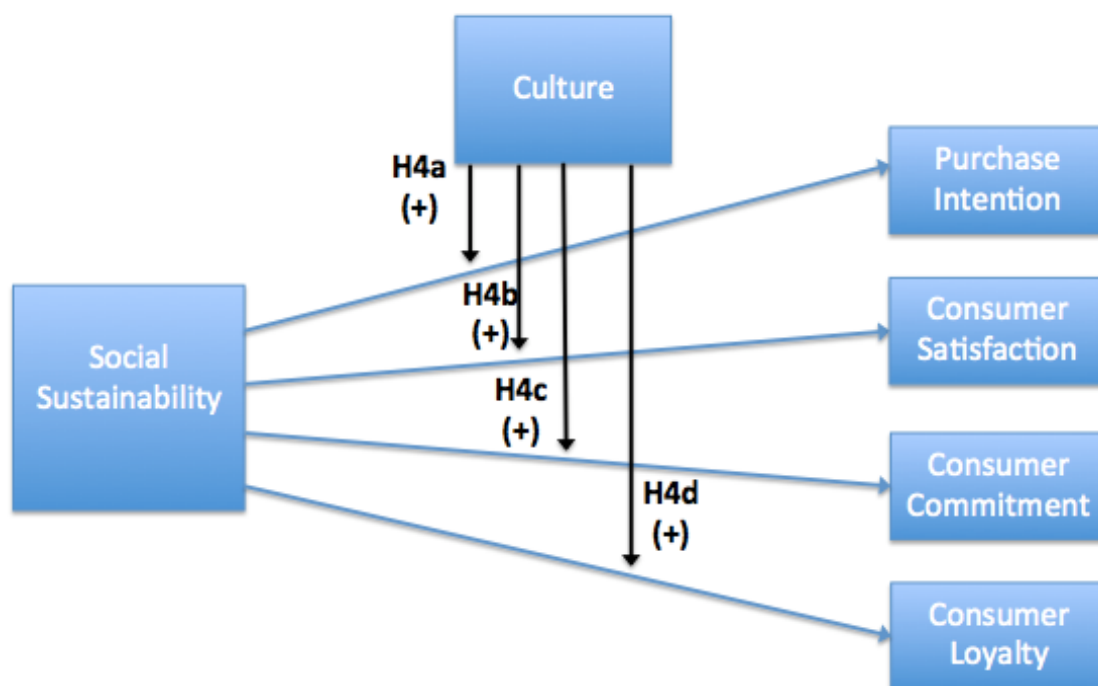 Culture
H4a
(+)
Purchase
Intention
H4b
(+)
Consumer
Satisfaction
Social
Sustainability
H4c
(+)
Consumer
Commitment
H4d
(+)
Consumer
Loyalty